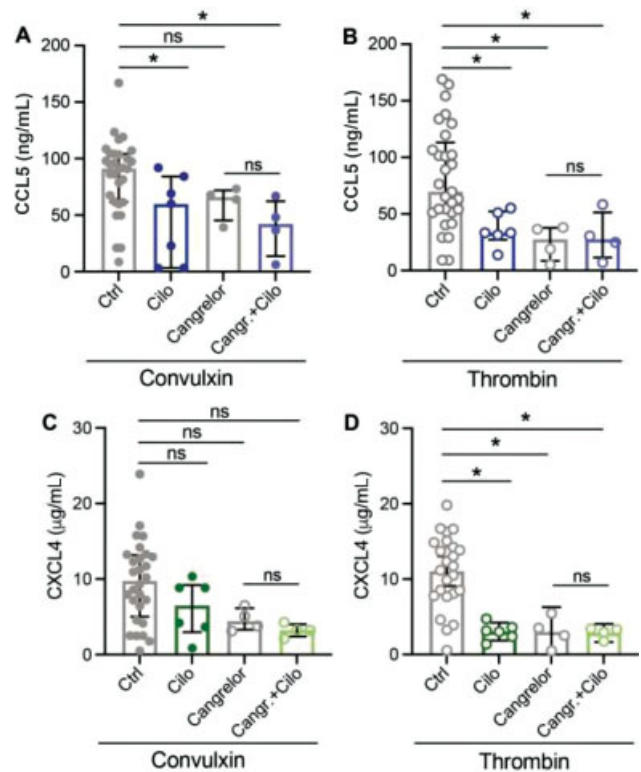 A
*
ns
*
200
150
100
50
0
CCL5 (ng/mL)
ns
Ctrl
Cilo
Cangrelor
Cangr.+Cilo
Convulxin
B
*
*
*
200
150
100
50
0
CCL5 (ng/mL)
ns
Ctrl
Cilo
Cangrelor
Cangr.+Cilo
Thrombin
C
ns
ns
ns
30
20
10
0
CXCL4 (µg/mL)
ns
Ctrl
Cilo
Cangrelor
Cangr.+Cilo
Convulxin
D
*
*
*
30
20
10
0
CXCL4 (µg/mL)
ns
Ctrl
Cilo
Cangrelor
Cangr.+Cilo
Thrombin